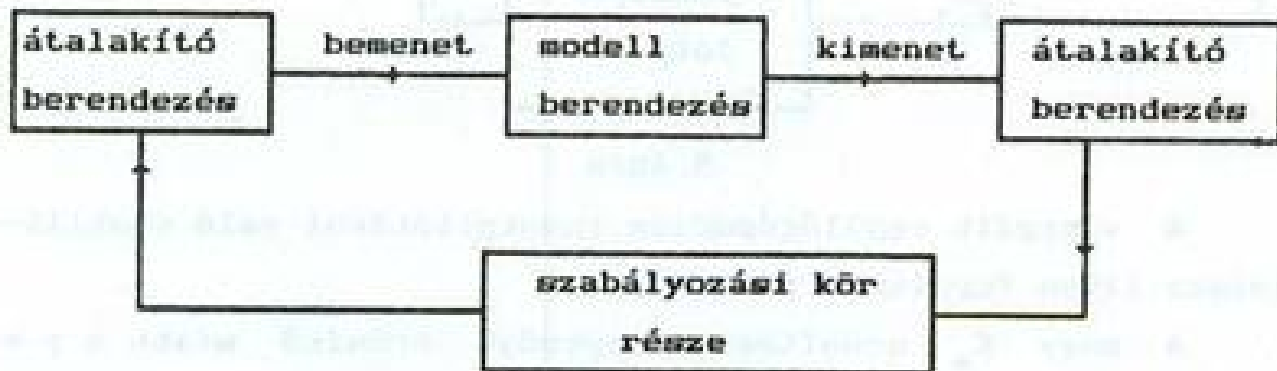 átalakító
berendezés
bemenet
modell
berendezés
kimenet
átalakító
berendezés
szabályozási kör
része